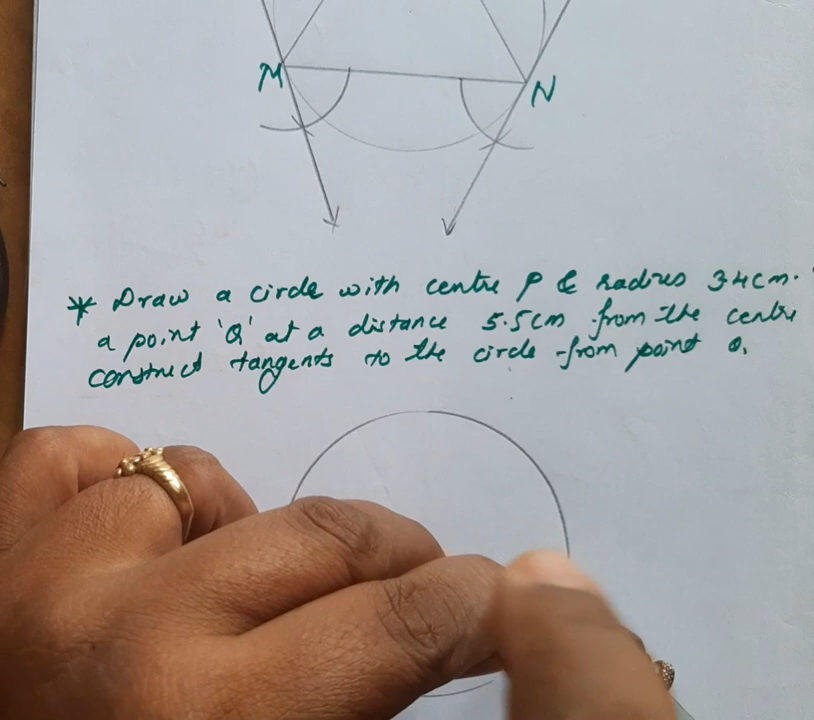 M
N
* Draw a circle with centre P & radius 3.4cm.
a point 'Q' at a distance 5.5cm from the centre
construct tangents to the circle from point Q.